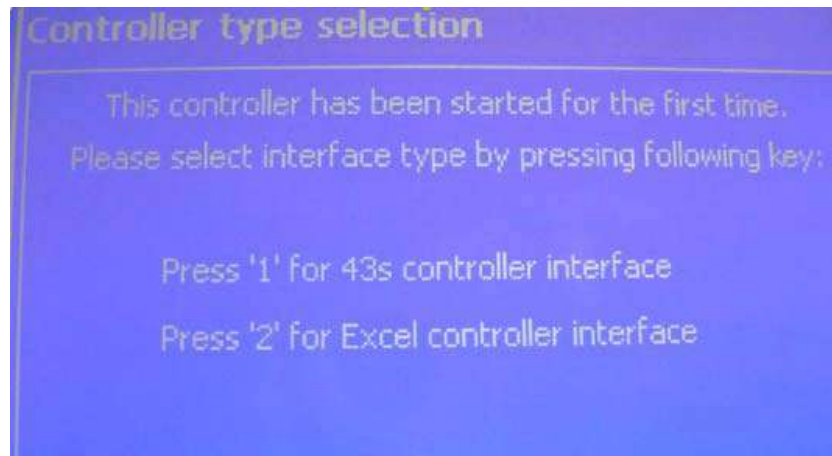 Controller type selection
This controller has been started for the first time.
Please select interface type by pressing following key:
Press '1' for 43s controller interface
Press '2' for Excel controller interface